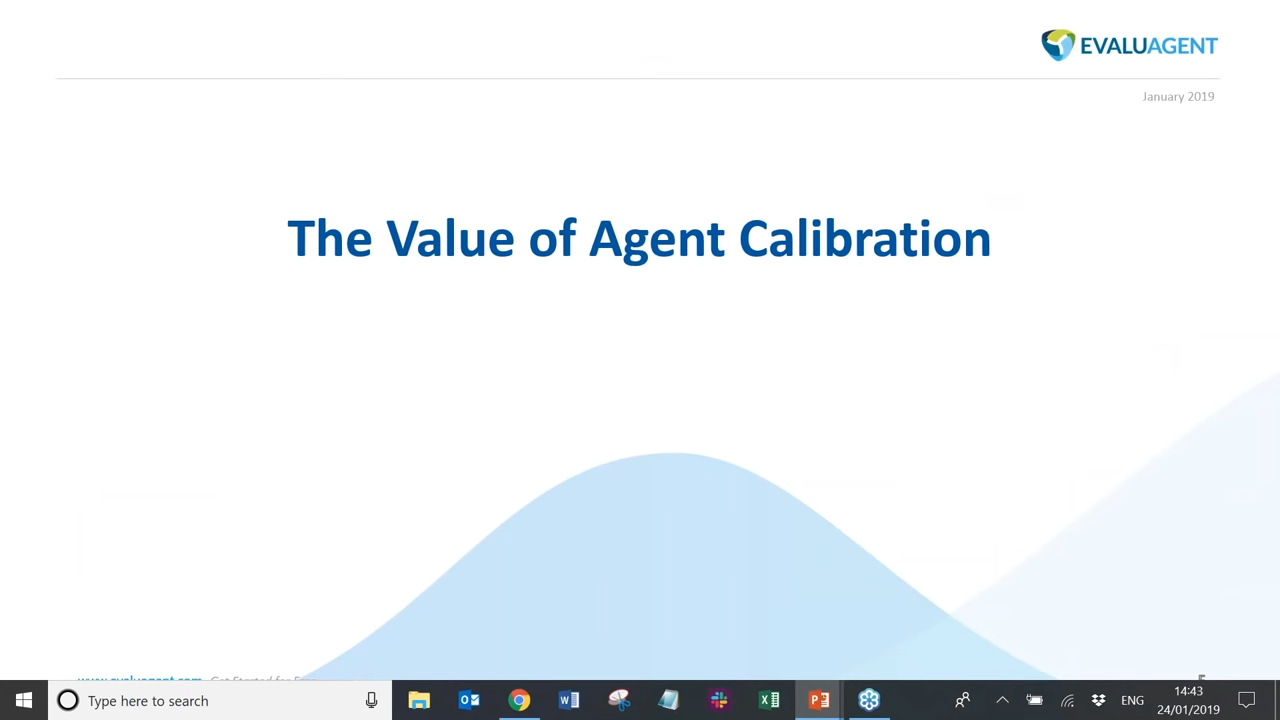 EVALUAGENT
January 2019
The Value of Agent Calibration
Type here to search
ENG
14:43
24/01/2019